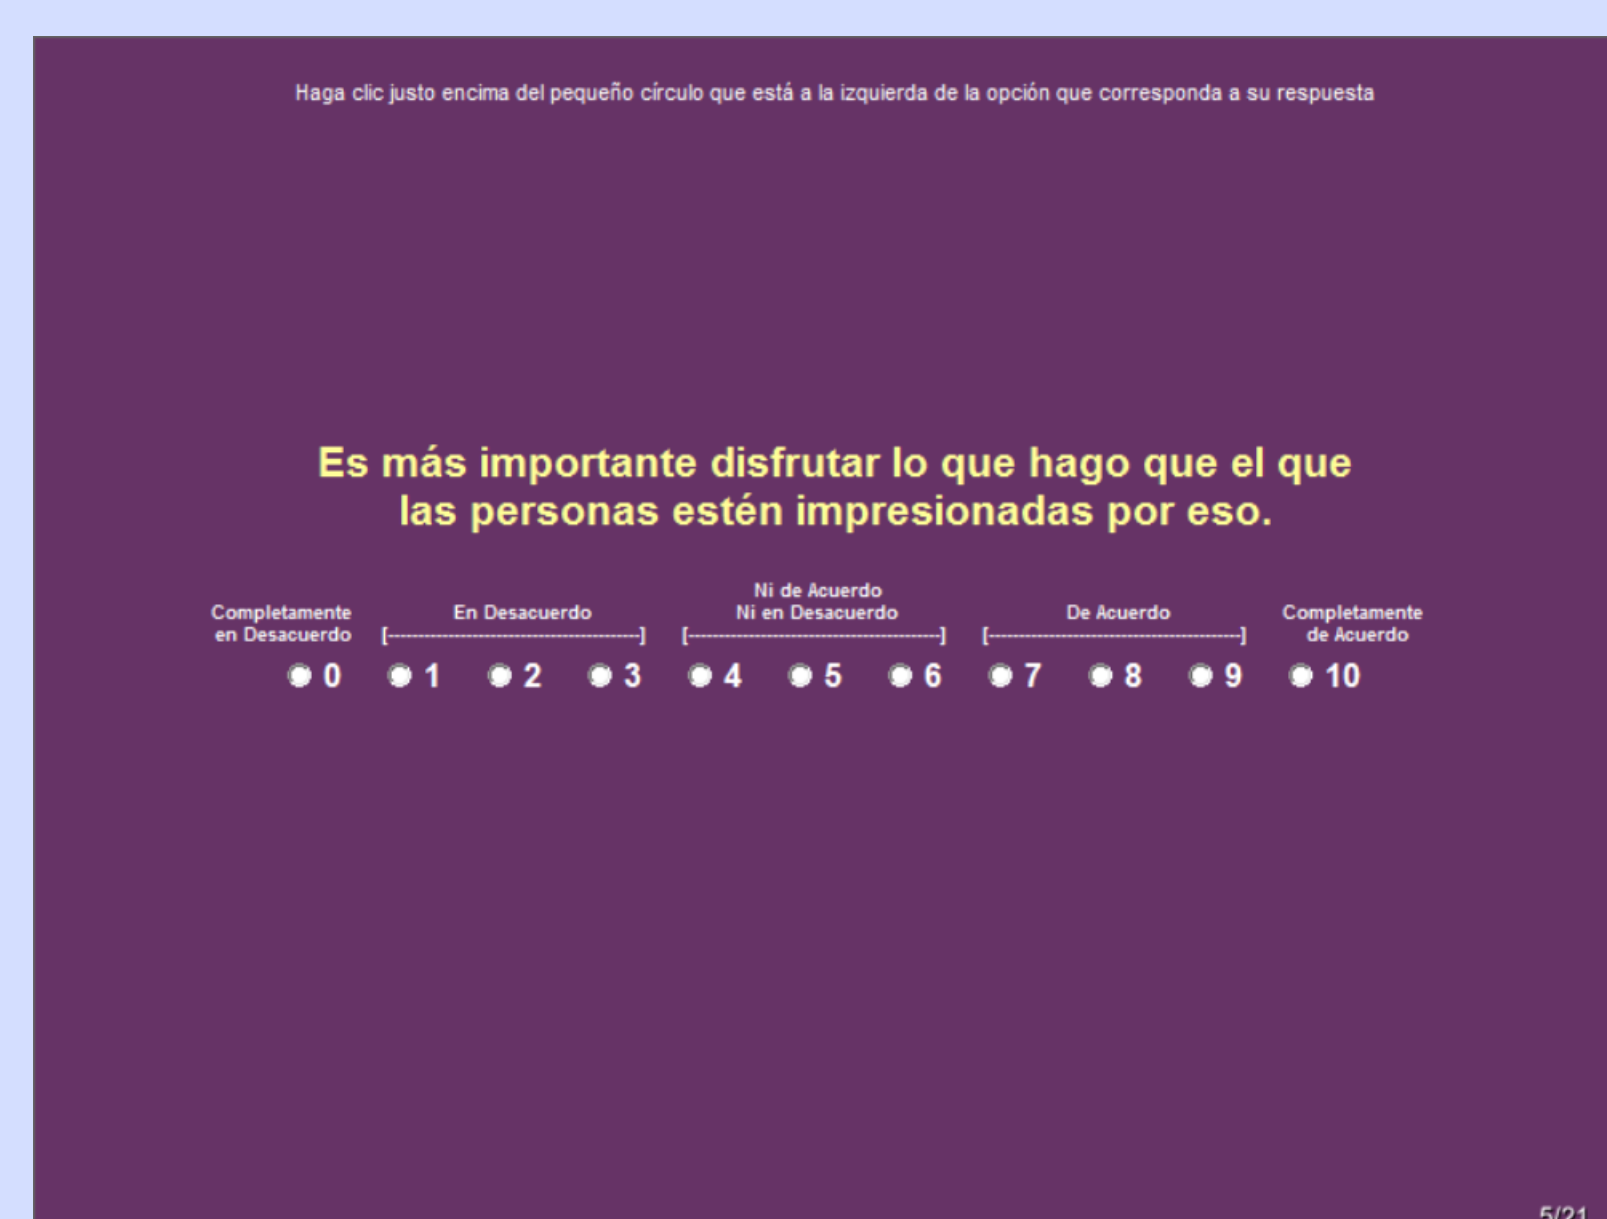 Haga clic justo encima del pequeño círculo que está a la izquierda de la opción que corresponda a su respuesta
Es más importante disfrutar lo que hago que el que
las personas estén impresionadas por eso.
Completamente
en Desacuerdo
En Desacuerdo
[------------------------------------------]
Ni de Acuerdo
Ni en Desacuerdo
[------------------------------------------]
De Acuerdo
[------------------------------------------]
Completamente
de Acuerdo
0 1 2 3 4 5 6 7 8 9 10
5/21